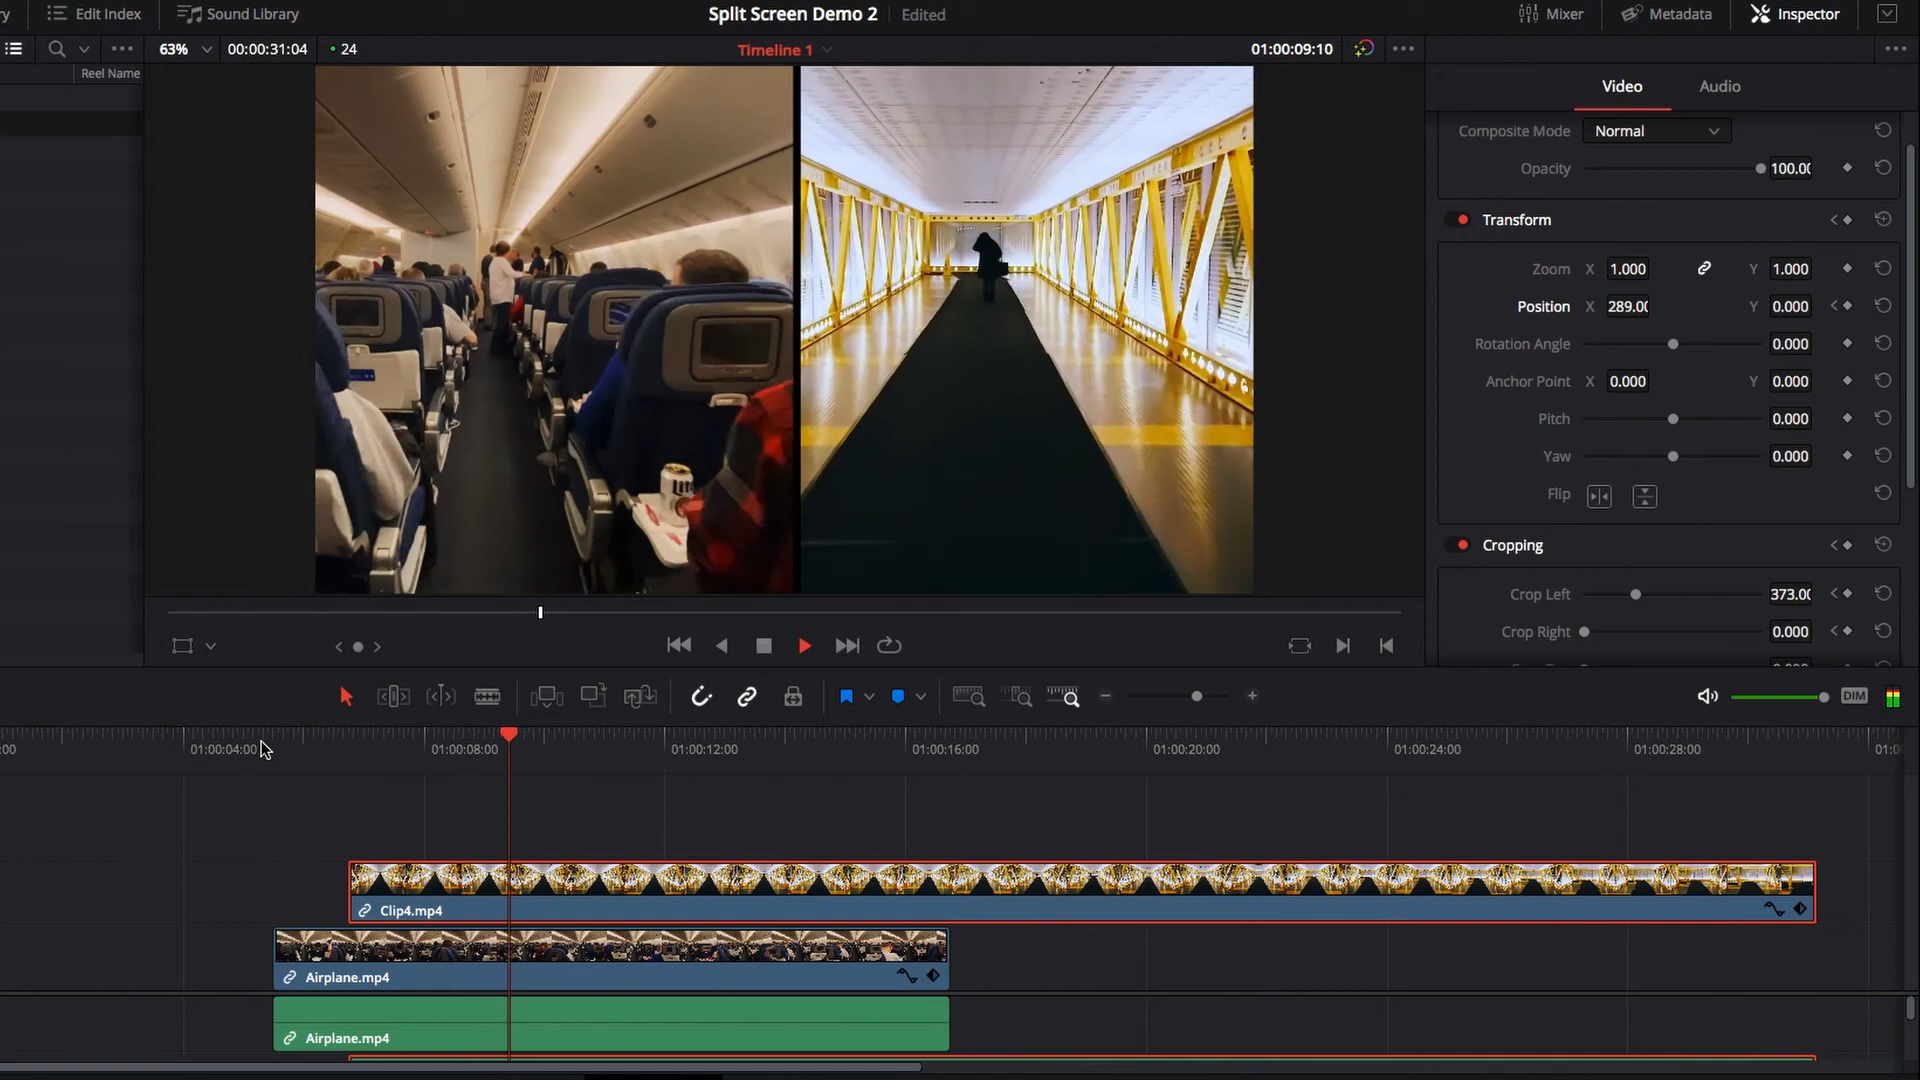 Edit Index Sound Library Split Screen Demo 2 Edited Mixer Metadata Inspector
63% 00:00:31:04 24 Timeline 1 01:00:09:10
Reel Name
Video Audio
Composite Mode Normal
Opacity 100.00
Transform
Zoom X 1.000 Y 1.000
Position X 289.00 Y 0.000
Rotation Angle 0.000
Anchor Point X 0.000 Y 0.000
Pitch 0.000
Yaw 0.000
Flip
Cropping
Crop Left 373.00
Crop Right 0.000
DIM
01:00:04:00 01:00:08:00 01:00:12:00 01:00:16:00 01:00:20:00 01:00:24:00 01:00:28:00
Clip4.mp4
Airplane.mp4
Airplane.mp4